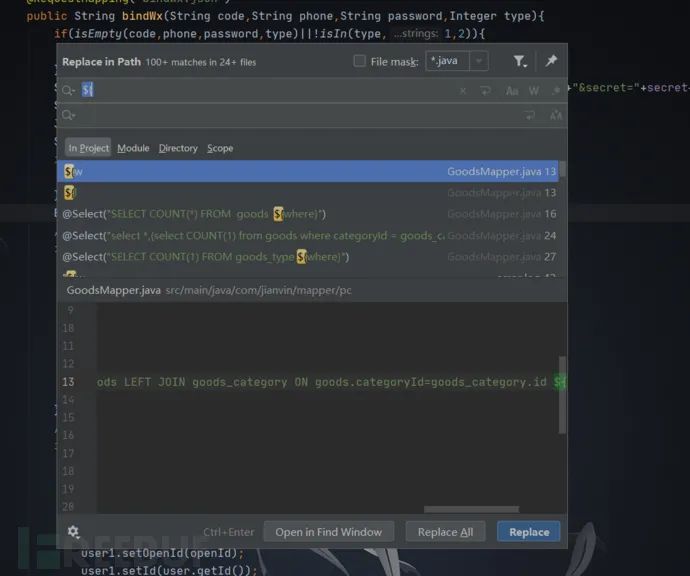 public String bindWx(String code,String phone,String password,Integer type){
if(isEmpty(code,phone,password,type)||!isIn(type, …strings: 1,2)){
Replace in Path 100+ matches in 24+ files
File mask: *.java
${
+"&secret="+secret
Aa W .*
In Project Module Directory Scope
${w GoodsMapper.java 13
${l GoodsMapper.java 13
@Select("SELECT COUNT(*) FROM goods ${where}") GoodsMapper.java 16
@Select("select *,(select COUNT(1) from goods where categoryId = goods_ca GoodsMapper.java 24
@Select("SELECT COUNT(1) FROM goods_type ${where}") GoodsMapper.java 27
GoodsMapper.java src/main/java/com/jianvin/mapper/pc
9
10
11
12
13 ods LEFT JOIN goods_category ON goods.categoryId=goods_category.id ${
14
15
16
17
18
19
20
Ctrl+Enter Open in Find Window Replace All Replace
FREEBUF
user1.setOpenId(openId);
user1.setId(user.getId());